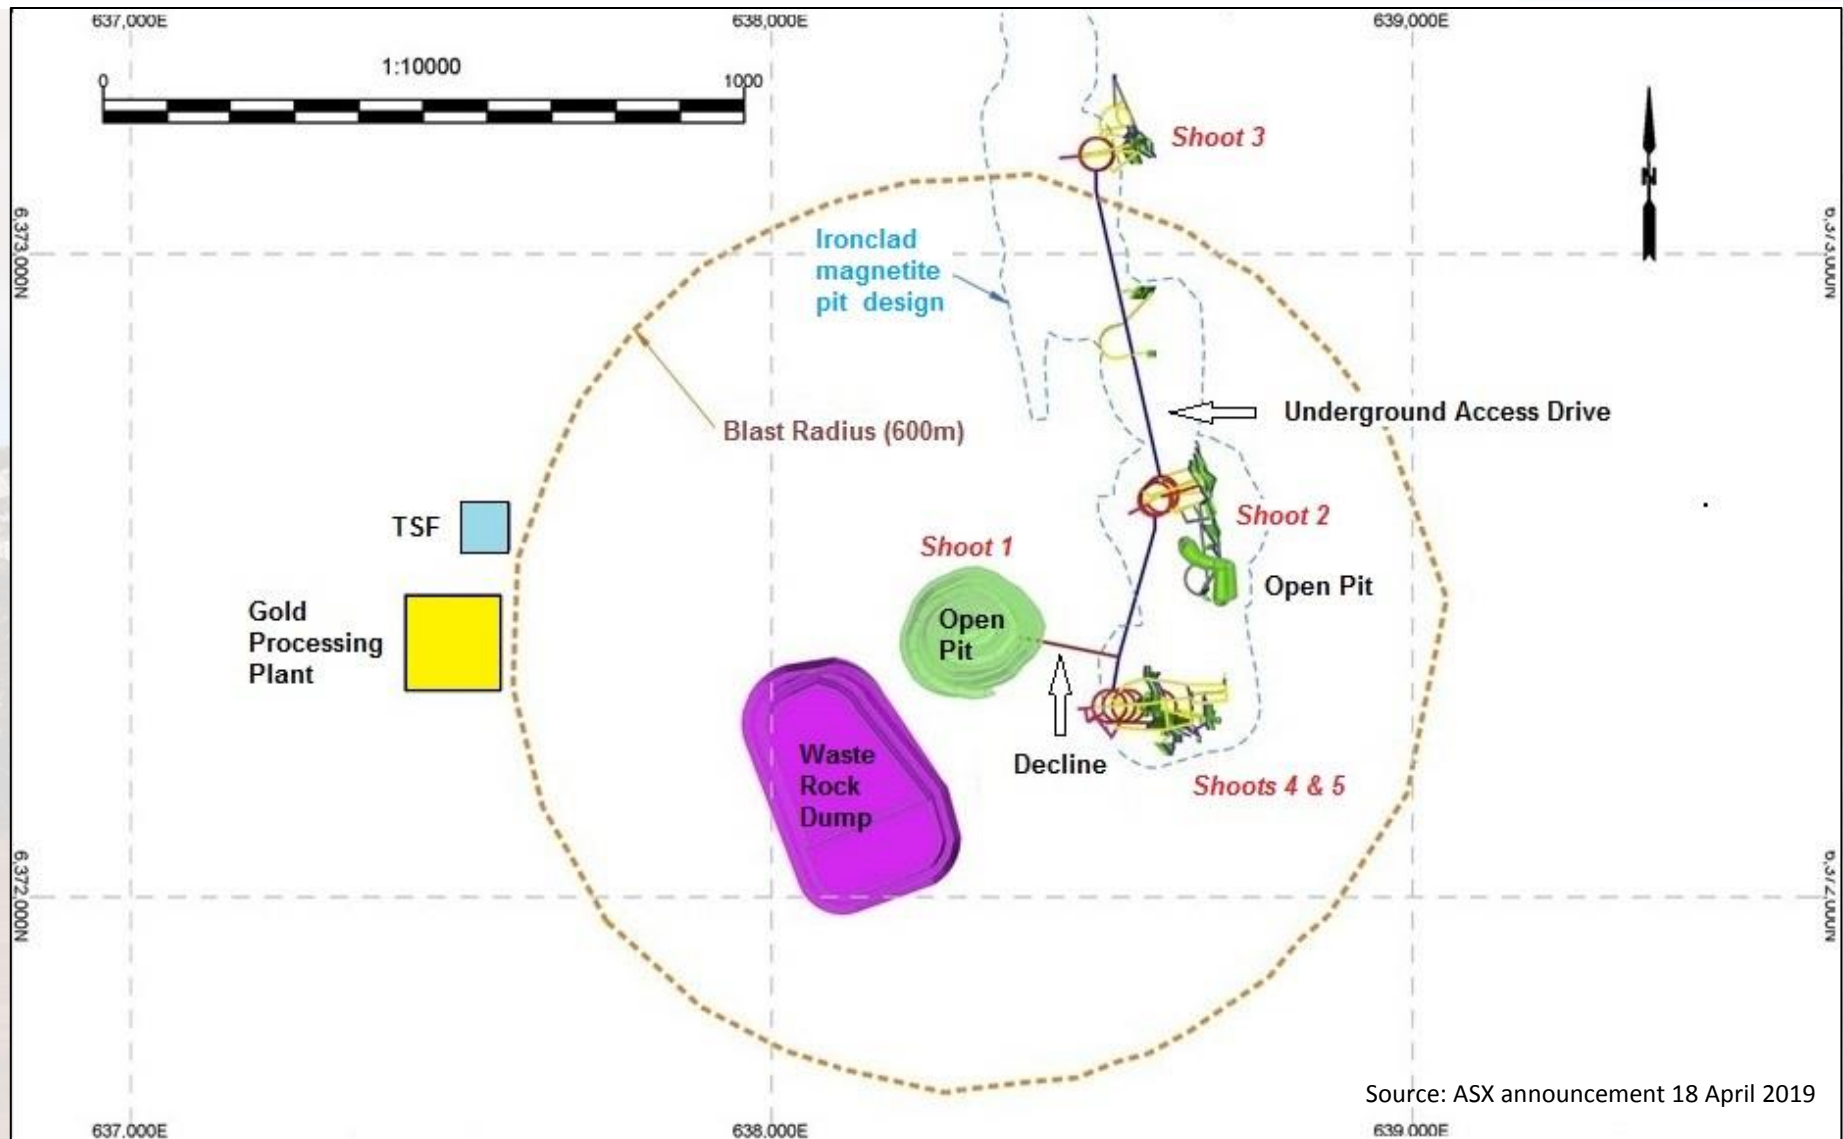 637,000E
638,000E
639,000E
1:10000
0
1000
Shoot 3
N
6,373,000N
6,373,000N
Ironclad
magnetite
pit design
Blast Radius (600m)
Underground Access Drive
TSF
Shoot 2
Shoot 1
Open Pit
Gold
Processing
Plant
Open
Pit
Waste
Rock
Dump
Decline
Shoots 4 & 5
6,372,000N
6,372,000N
Source: ASX announcement 18 April 2019
637,000E
638,000E
639,000E